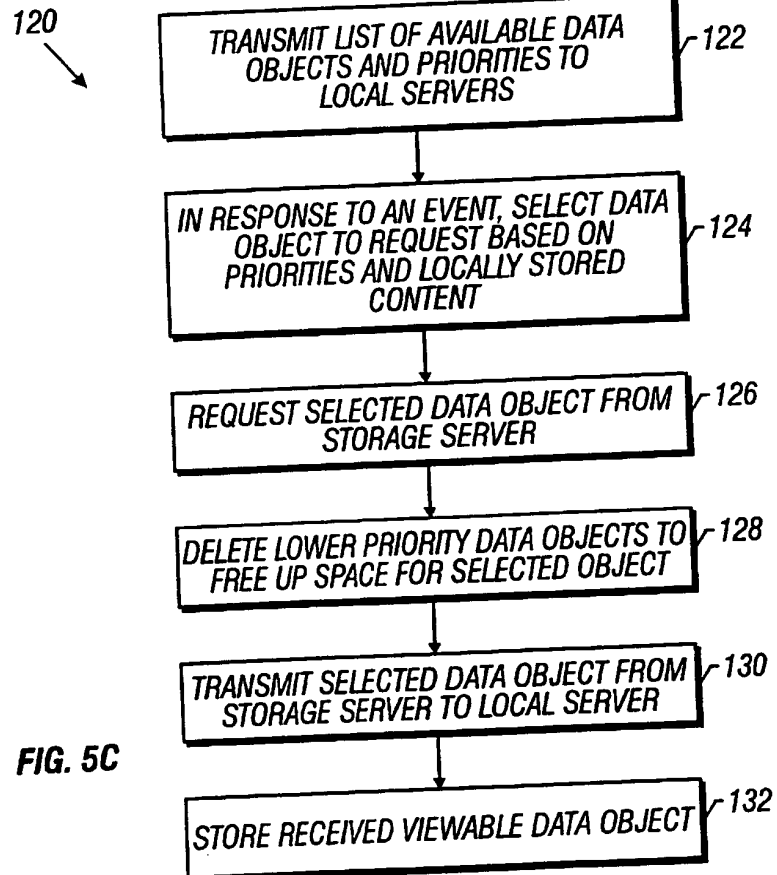 120
TRANSMIT LIST OF AVAILABLE DATA
OBJECTS AND PRIORITIES TO
LOCAL SERVERS
122
IN RESPONSE TO AN EVENT, SELECT DATA
OBJECT TO REQUEST BASED ON
PRIORITIES AND LOCALLY STORED
CONTENT
124
REQUEST SELECTED DATA OBJECT FROM
STORAGE SERVER
126
DELETE LOWER PRIORITY DATA OBJECTS TO
FREE UP SPACE FOR SELECTED OBJECT
128
TRANSMIT SELECTED DATA OBJECT FROM
STORAGE SERVER TO LOCAL SERVER
130
FIG. 5C
STORE RECEIVED VIEWABLE DATA OBJECT
132